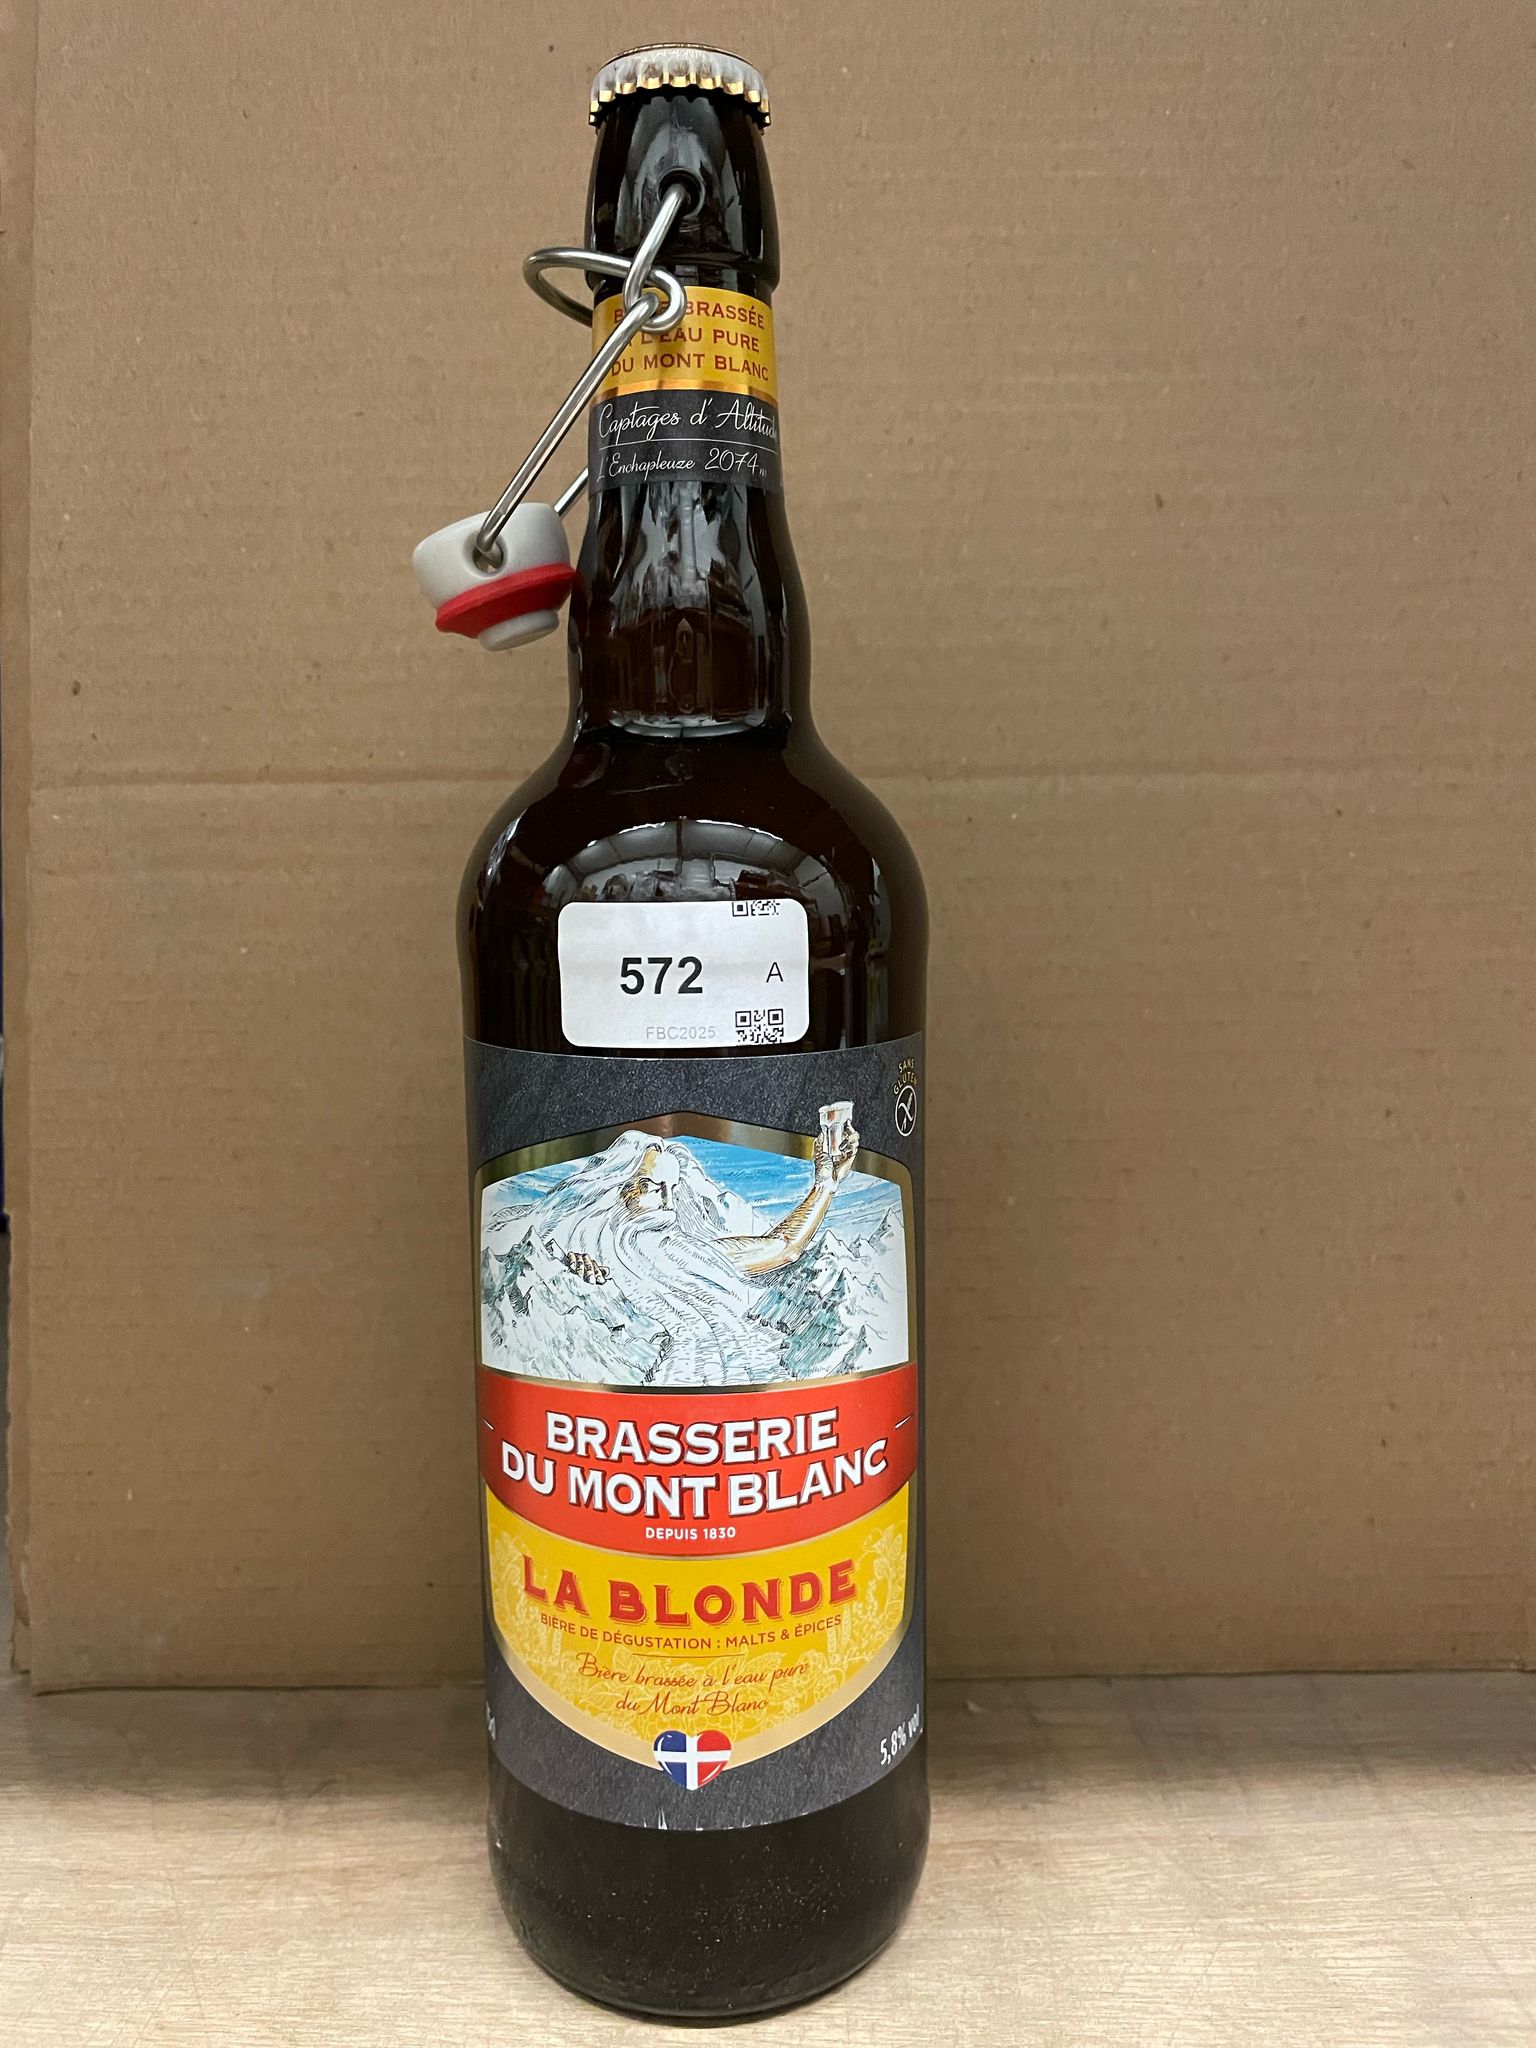 BRASSÉE
L'EAU PURE
DU MONT BLANC
Captages d'Altitude
L'Enchapleuze 2074 m
572 A
FBC2025
SANS
GLUTEN
BRASSERIE
DU MONT BLANC
DEPUIS 1830
LA BLONDE
BIÈRE DE DÉGUSTATION : MALTS & ÉPICES
Bière brassée à l'eau pure
du Mont Blanc
5,8% vol